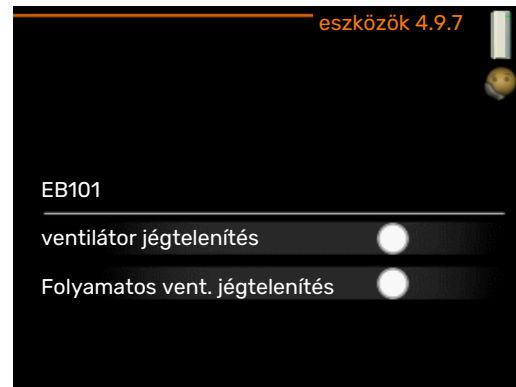 eszközök 4.9.7
EB101
ventilátor jégtelenítés
Folyamatos vent. jégtelenítés